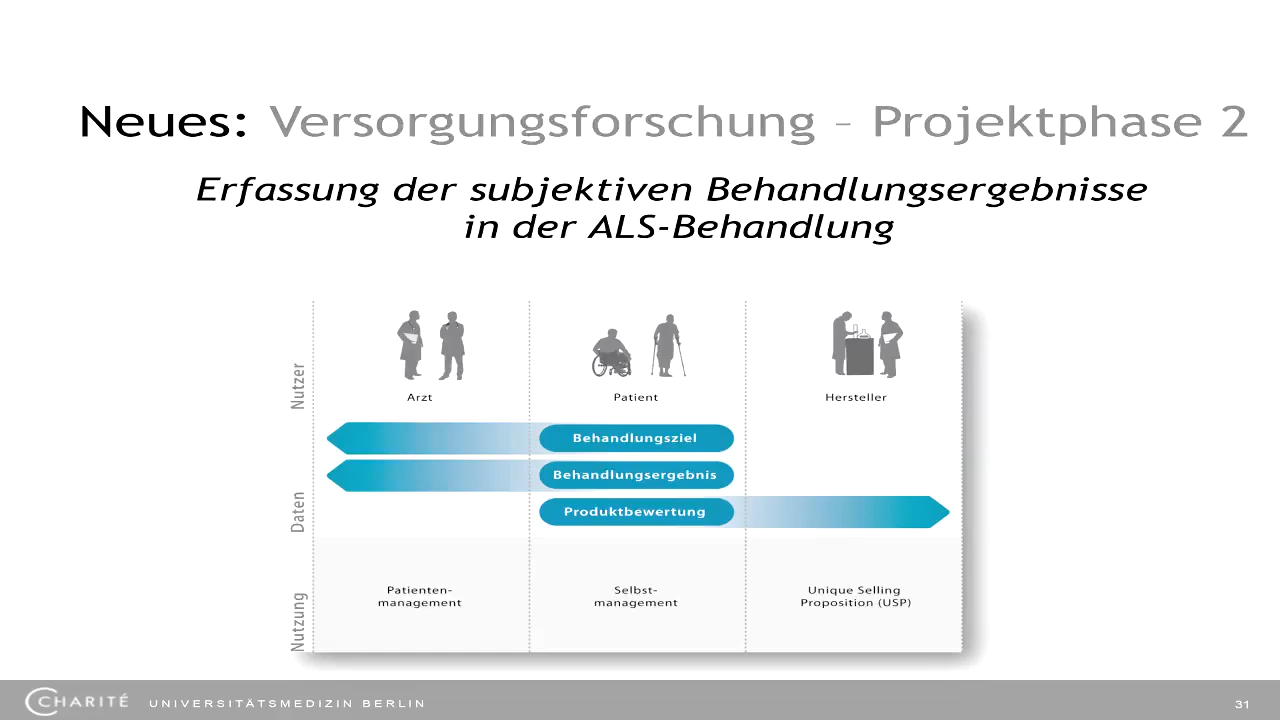 Neues: Versorgungsforschung – Projektphase 2
Erfassung der subjektiven Behandlungsergebnisse
in der ALS-Behandlung
Nutzer
Arzt
Patient
Hersteller
Daten
Behandlungsziel
Behandlungsergebnis
Produktbewertung
Nutzung
Patienten-
management
Selbst-
management
Unique Selling
Proposition (USP)
CHARITÉ UNIVERSITÄTSMEDIZIN BERLIN
31